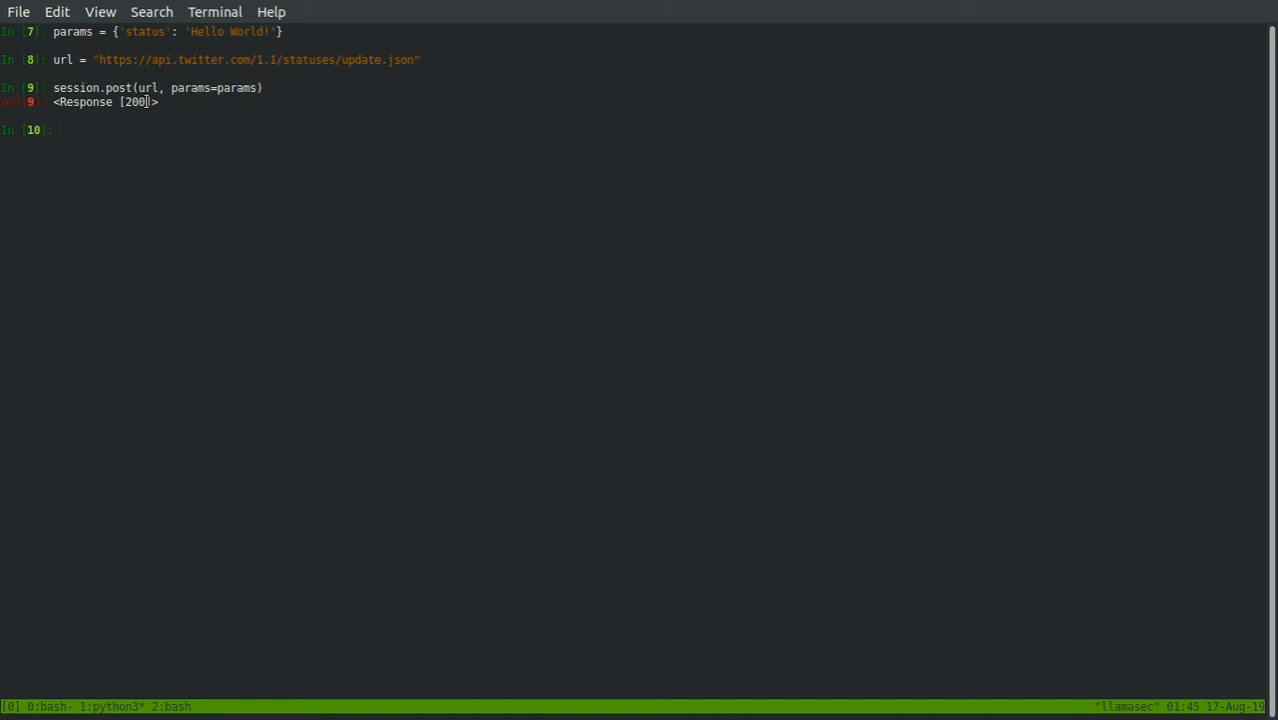 File Edit View Search Terminal Help
In [7]: params = {'status': 'Hello World!'}
In [8]: url = "https://api.twitter.com/1.1/statuses/update.json"
In [9]: session.post(url, params=params)
Out[9]: <Response [200]>
In [10]:
[0] 0:bash- 1:python3* 2:bash "llamasec" 01:45 17-Aug-19